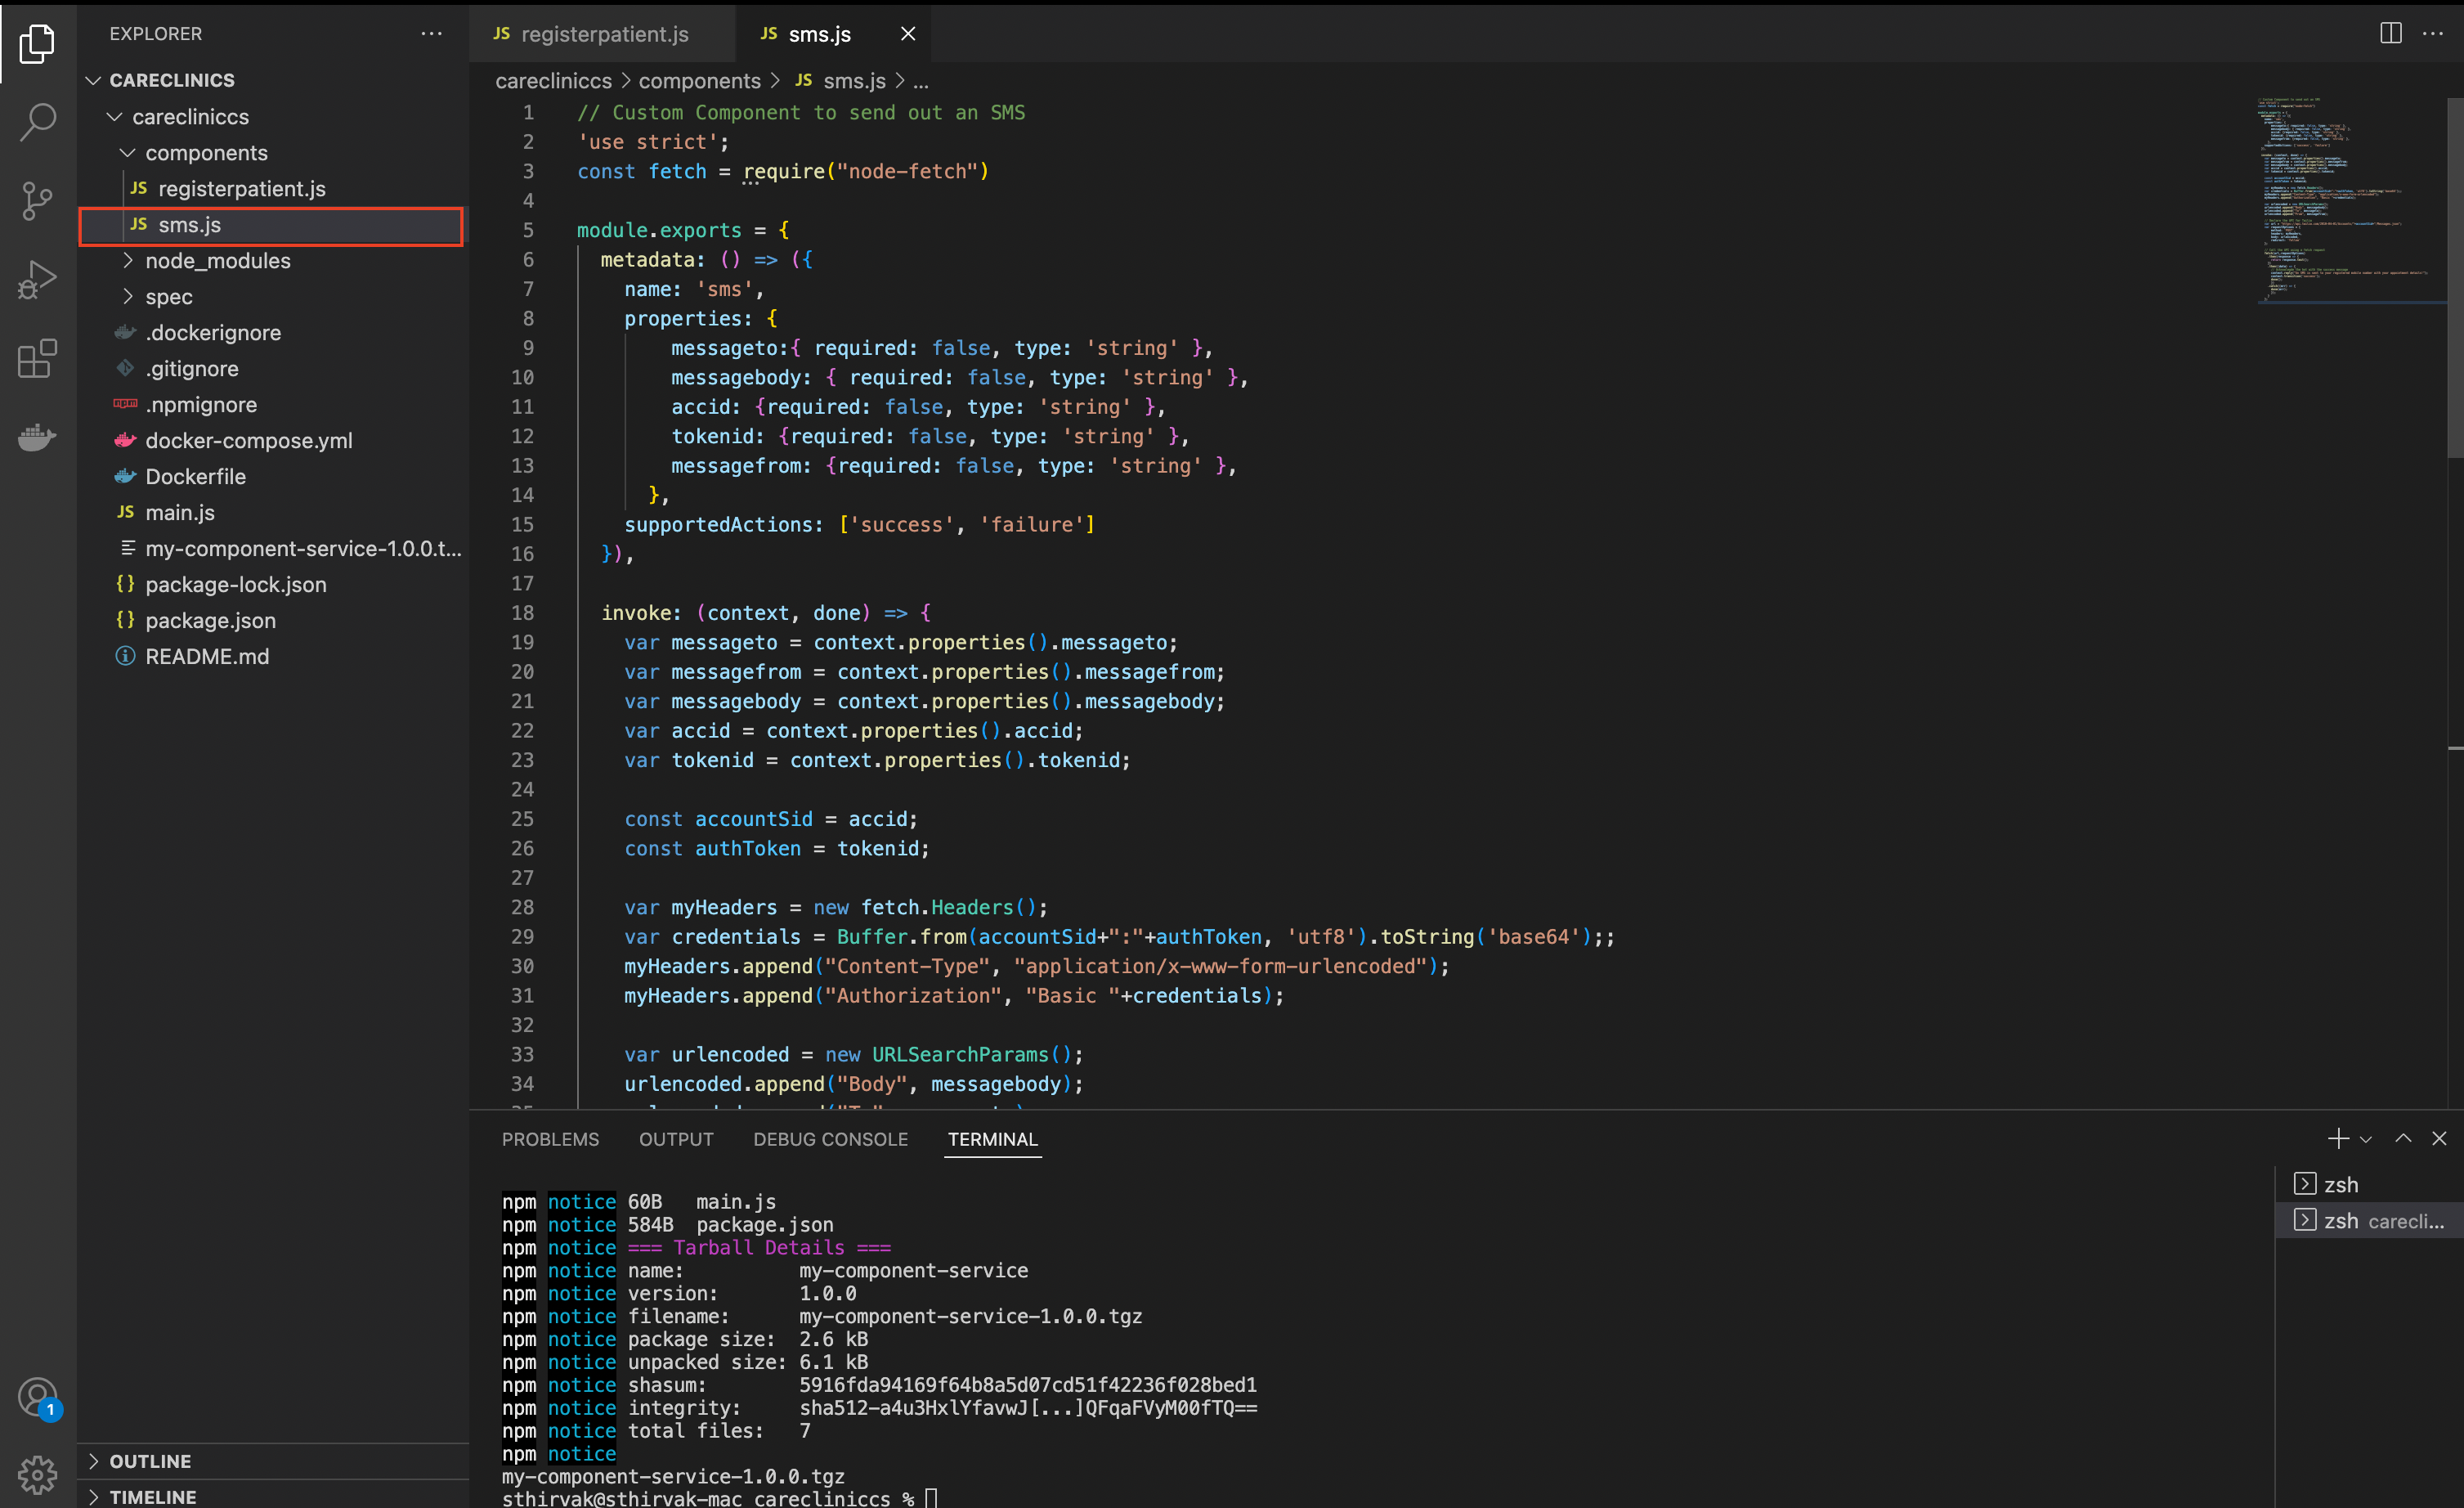 EXPLORER
CARECLINICS
carecliniccs
components
JS registerpatient.js
JS sms.js
node_modules
spec
.dockerignore
.gitignore
.npmignore
docker-compose.yml
Dockerfile
JS main.js
my-component-service-1.0.0.t...
{} package-lock.json
{} package.json
README.md
1
OUTLINE
TIMELINE
JS registerpatient.js
JS sms.js
carecliniccs > components > JS sms.js > ...
1 // Custom Component to send out an SMS
2 'use strict';
3 const fetch = require("node-fetch")
4
5 module.exports = {
6 metadata: () => ({
7 name: 'sms',
8 properties: {
9 messageto:{ required: false, type: 'string' },
10 messagebody: { required: false, type: 'string' },
11 accid: {required: false, type: 'string' },
12 tokenid: {required: false, type: 'string' },
13 messagefrom: {required: false, type: 'string' },
14 },
15 supportedActions: ['success', 'failure']
16 }),
17
18 invoke: (context, done) => {
19 var messageto = context.properties().messageto;
20 var messagefrom = context.properties().messagefrom;
21 var messagebody = context.properties().messagebody;
22 var accid = context.properties().accid;
23 var tokenid = context.properties().tokenid;
24
25 const accountSid = accid;
26 const authToken = tokenid;
27
28 var myHeaders = new fetch.Headers();
29 var credentials = Buffer.from(accountSid+":"+authToken, 'utf8').toString('base64');;
30 myHeaders.append("Content-Type", "application/x-www-form-urlencoded");
31 myHeaders.append("Authorization", "Basic "+credentials);
32
33 var urlencoded = new URLSearchParams();
34 urlencoded.append("Body", messagebody);
PROBLEMS OUTPUT DEBUG CONSOLE TERMINAL
npm notice 60B main.js
npm notice 584B package.json
npm notice === Tarball Details ===
npm notice name: my-component-service
npm notice version: 1.0.0
npm notice filename: my-component-service-1.0.0.tgz
npm notice package size: 2.6 kB
npm notice unpacked size: 6.1 kB
npm notice shasum: 5916fda94169f64b8a5d07cd51f42236f028bed1
npm notice integrity: sha512-a4u3HxlYfavwJ[...]QFqaFVyM00fTQ==
npm notice total files: 7
npm notice
my-component-service-1.0.0.tgz
sthirvak@sthirvak-mac carecliniccs %
zsh
zsh carecli...